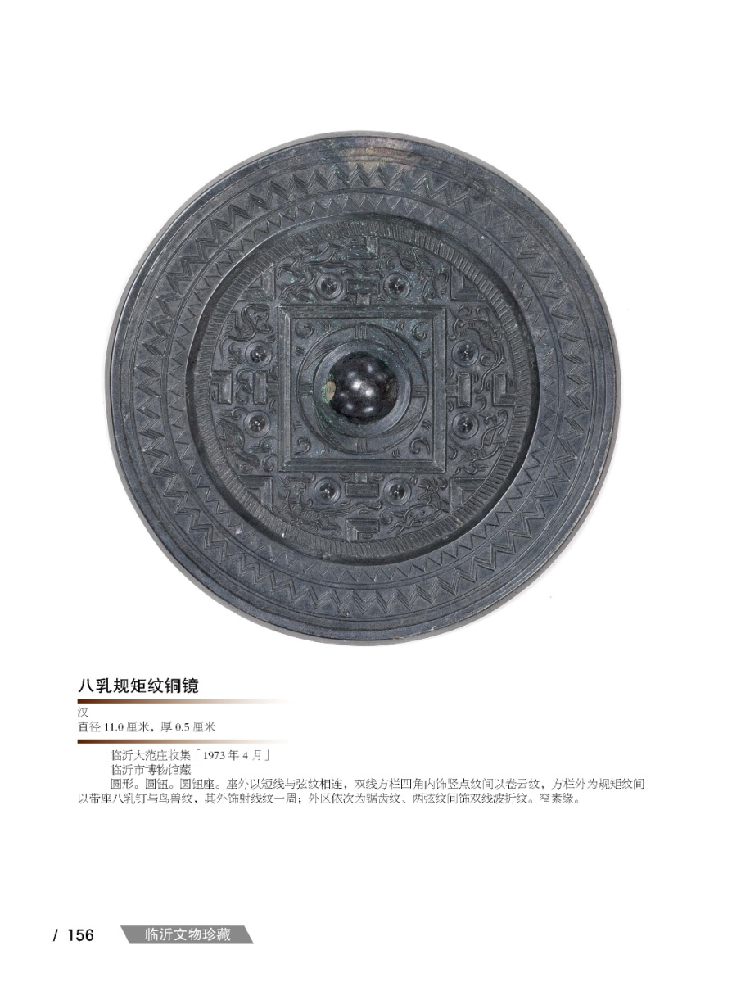 八乳规矩纹铜镜
汉
直径 11.0 厘米，厚 0.5 厘米
临沂大范庄收集「1973 年 4 月」
临沂市博物馆藏
圆形。圆钮。圆钮座。座外以短线与弦纹相连，双线方栏四角内饰竖点纹间以卷云纹，方栏外为规矩纹间
以带座八乳钉与鸟兽纹，其外饰射线纹一周；外区依次为锯齿纹、两弦纹间饰双线波折纹。窄素缘。
/ 156 临沂文物珍藏